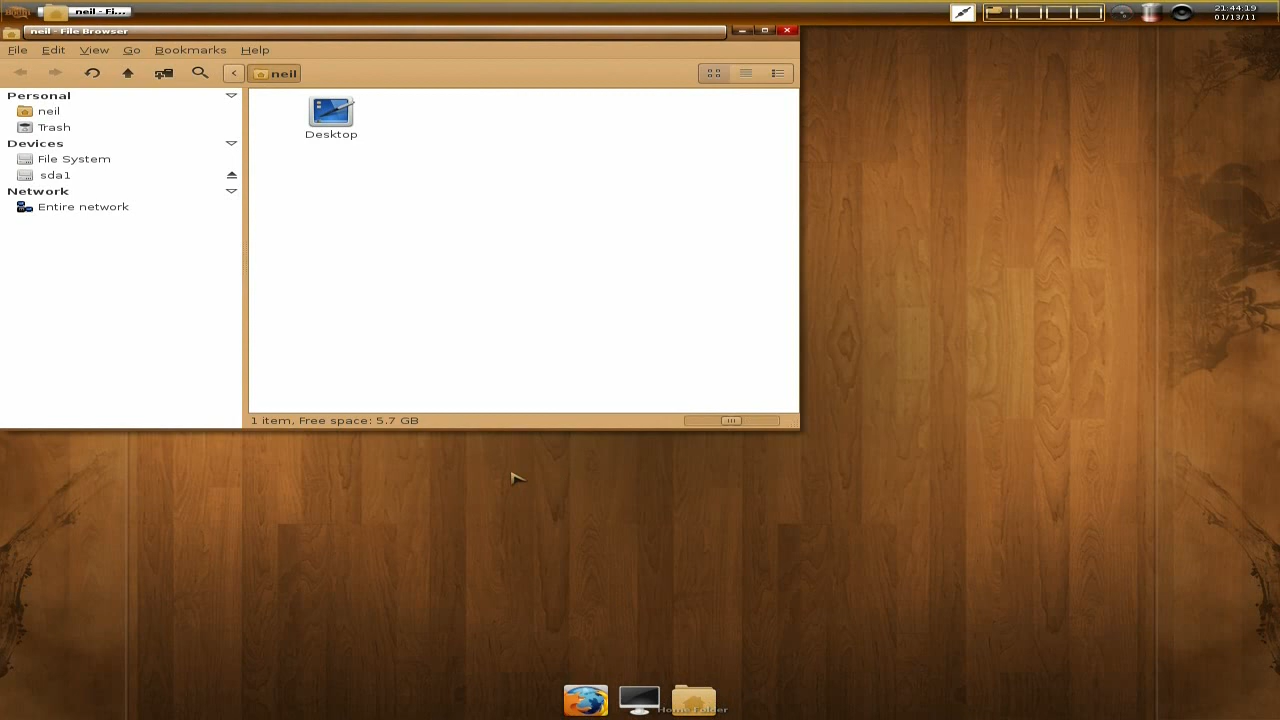 neil - Fi...
21:44:19
01/13/11
neil - File Browser
File Edit View Go Bookmarks Help
neil
Personal
neil
Trash
Devices
File System
sda1
Network
Entire network
Desktop
1 item, Free space: 5.7 GB
Home Folder